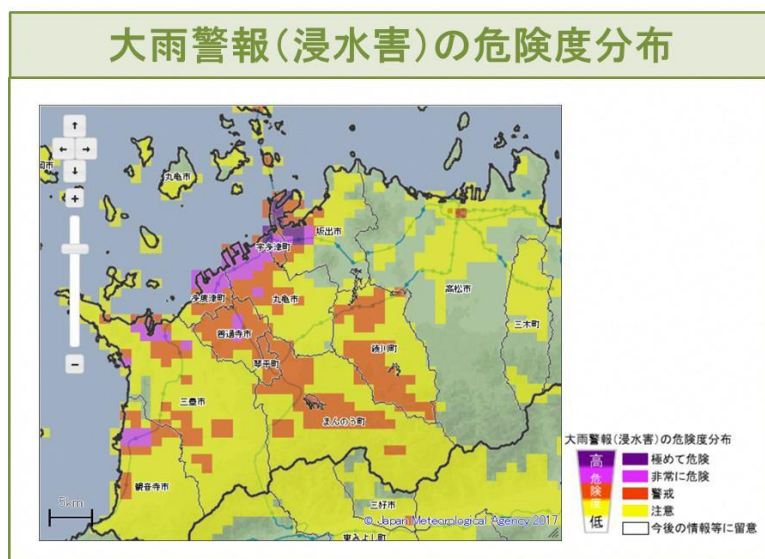 大雨警報(浸水害)の危険度分布
丸亀市
坂出市
宇多津町
多度津町
丸亀市
高松市
善通寺市
綾川町
三木町
琴平町
三豊市
まんのう町
観音寺市
三好市
東みよし町
5km
© Japan Meteorological Agency 2017
大雨警報(浸水害)の危険度分布
高
危険度
低
極めて危険
非常に危険
警戒
注意
今後の情報等に留意